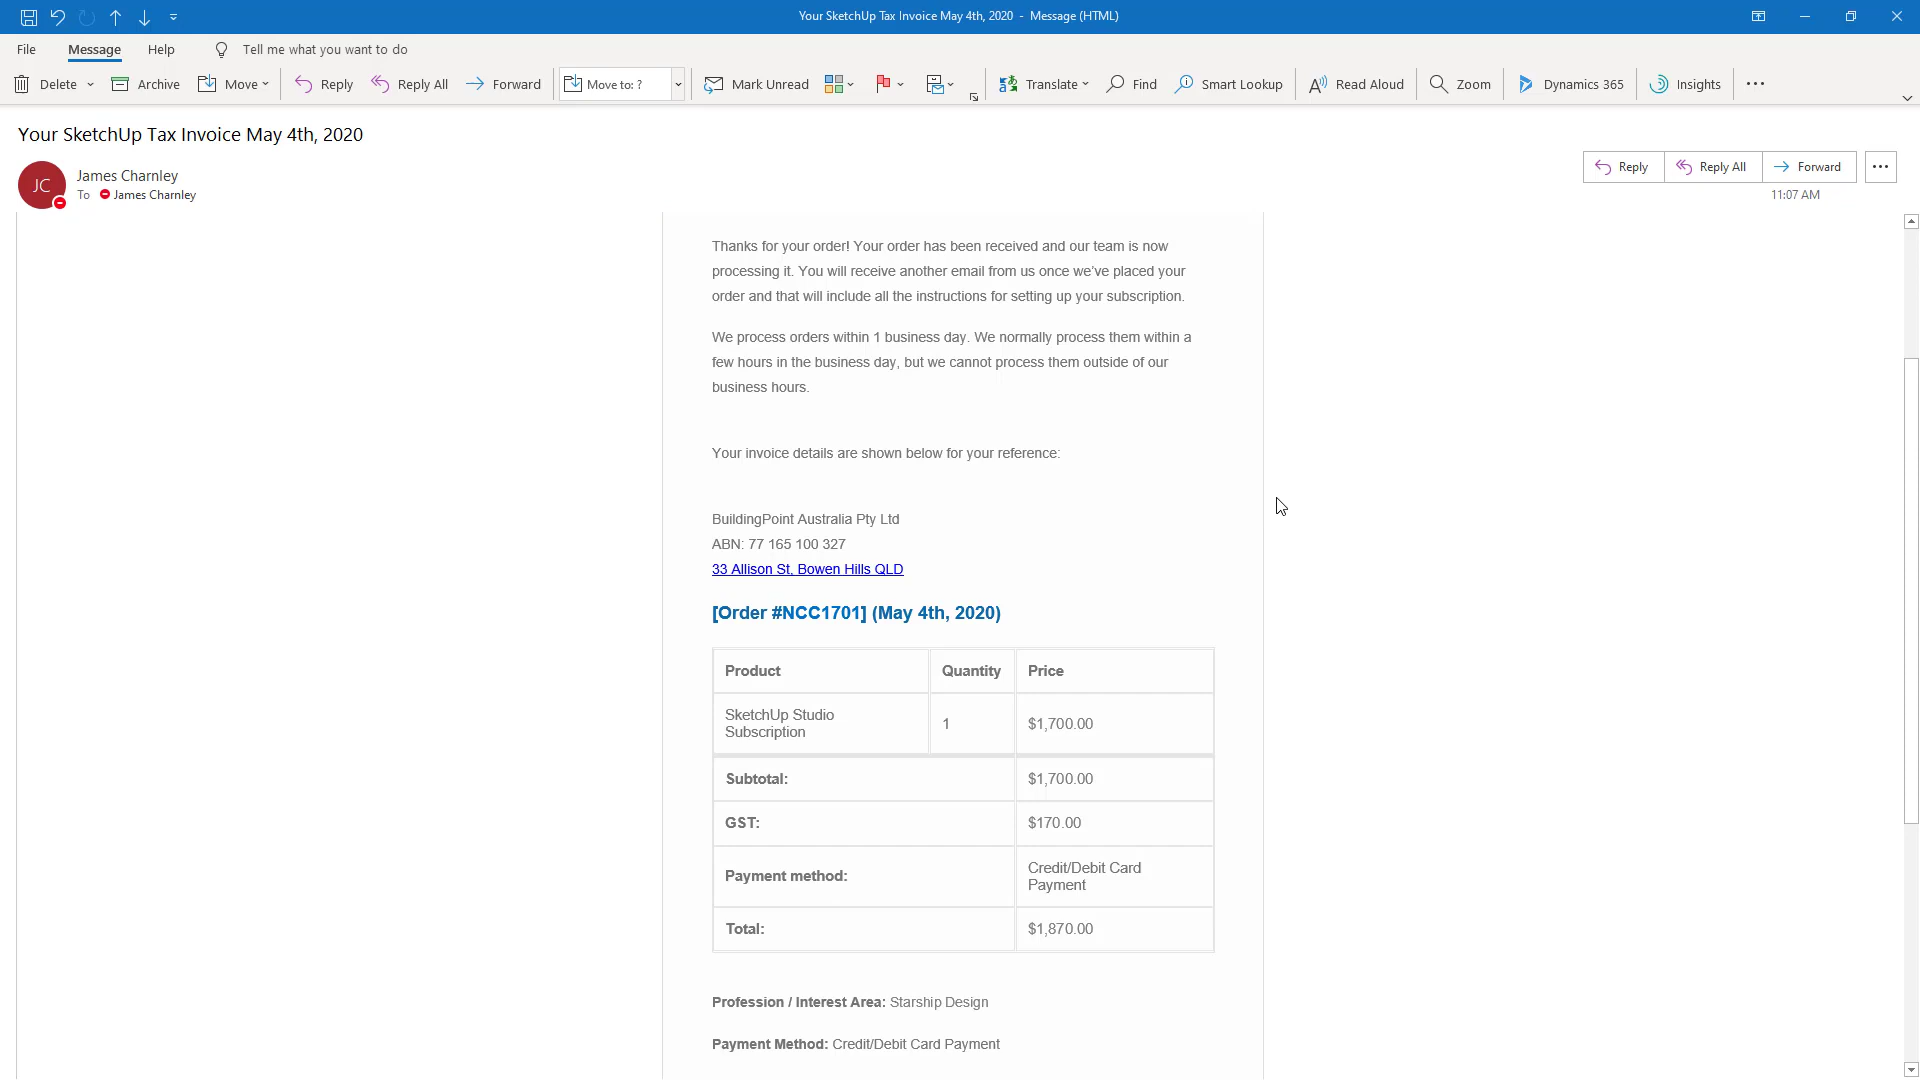 Your SketchUp Tax Invoice May 4th, 2020 - Message (HTML)
File Message Help Tell me what you want to do
Delete Archive Move Reply Reply All Forward Move to: ? Mark Unread Translate Find Smart Lookup Read Aloud Zoom Dynamics 365 Insights
Your SketchUp Tax Invoice May 4th, 2020
JC
James Charnley
To James Charnley
Reply Reply All Forward
11:07 AM
Thanks for your order! Your order has been received and our team is now
processing it. You will receive another email from us once we've placed your
order and that will include all the instructions for setting up your subscription.
We process orders within 1 business day. We normally process them within a
few hours in the business day, but we cannot process them outside of our
business hours.
Your invoice details are shown below for your reference:
BuildingPoint Australia Pty Ltd
ABN: 77 165 100 327
33 Allison St, Bowen Hills QLD
[Order #NCC1701] (May 4th, 2020)
Product Quantity Price
SketchUp Studio
Subscription 1 $1,700.00
Subtotal: $1,700.00
GST: $170.00
Payment method: Credit/Debit Card
Payment
Total: $1,870.00
Profession / Interest Area: Starship Design
Payment Method: Credit/Debit Card Payment